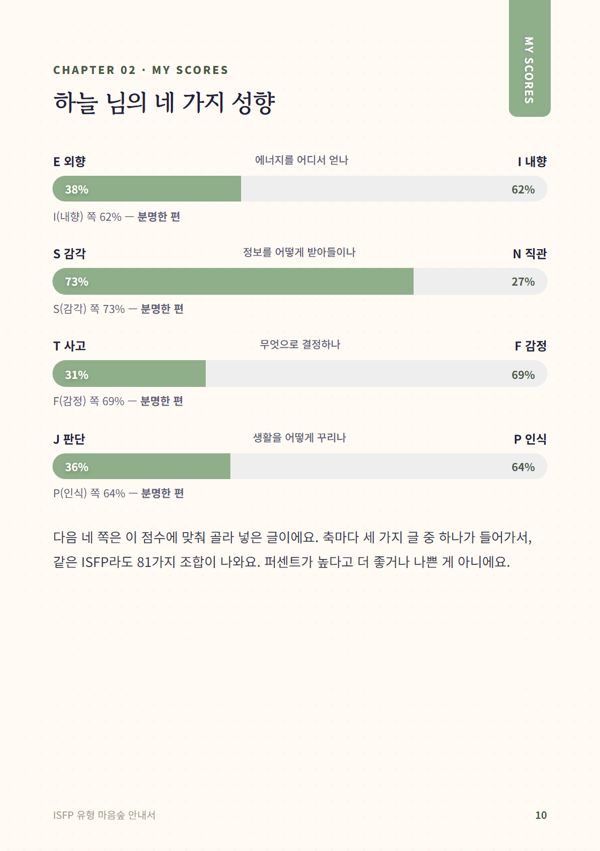 MY SCORES
CHAPTER 02 · MY SCORES
하늘 님의 네 가지 성향
E 외향 에너지를 어디서 얻나 I 내향
38% 62%
I(내향) 쪽 62% — 분명한 편
S 감각 정보를 어떻게 받아들이나 N 직관
73% 27%
S(감각) 쪽 73% — 분명한 편
T 사고 무엇으로 결정하나 F 감정
31% 69%
F(감정) 쪽 69% — 분명한 편
J 판단 생활을 어떻게 꾸리나 P 인식
36% 64%
P(인식) 쪽 64% — 분명한 편
다음 네 쪽은 이 점수에 맞춰 골라 넣은 글이에요. 축마다 세 가지 글 중 하나가 들어가서,
같은 ISFP라도 81가지 조합이 나와요. 퍼센트가 높다고 더 좋거나 나쁜 게 아니에요.
ISFP 유형 마음숲 안내서 10